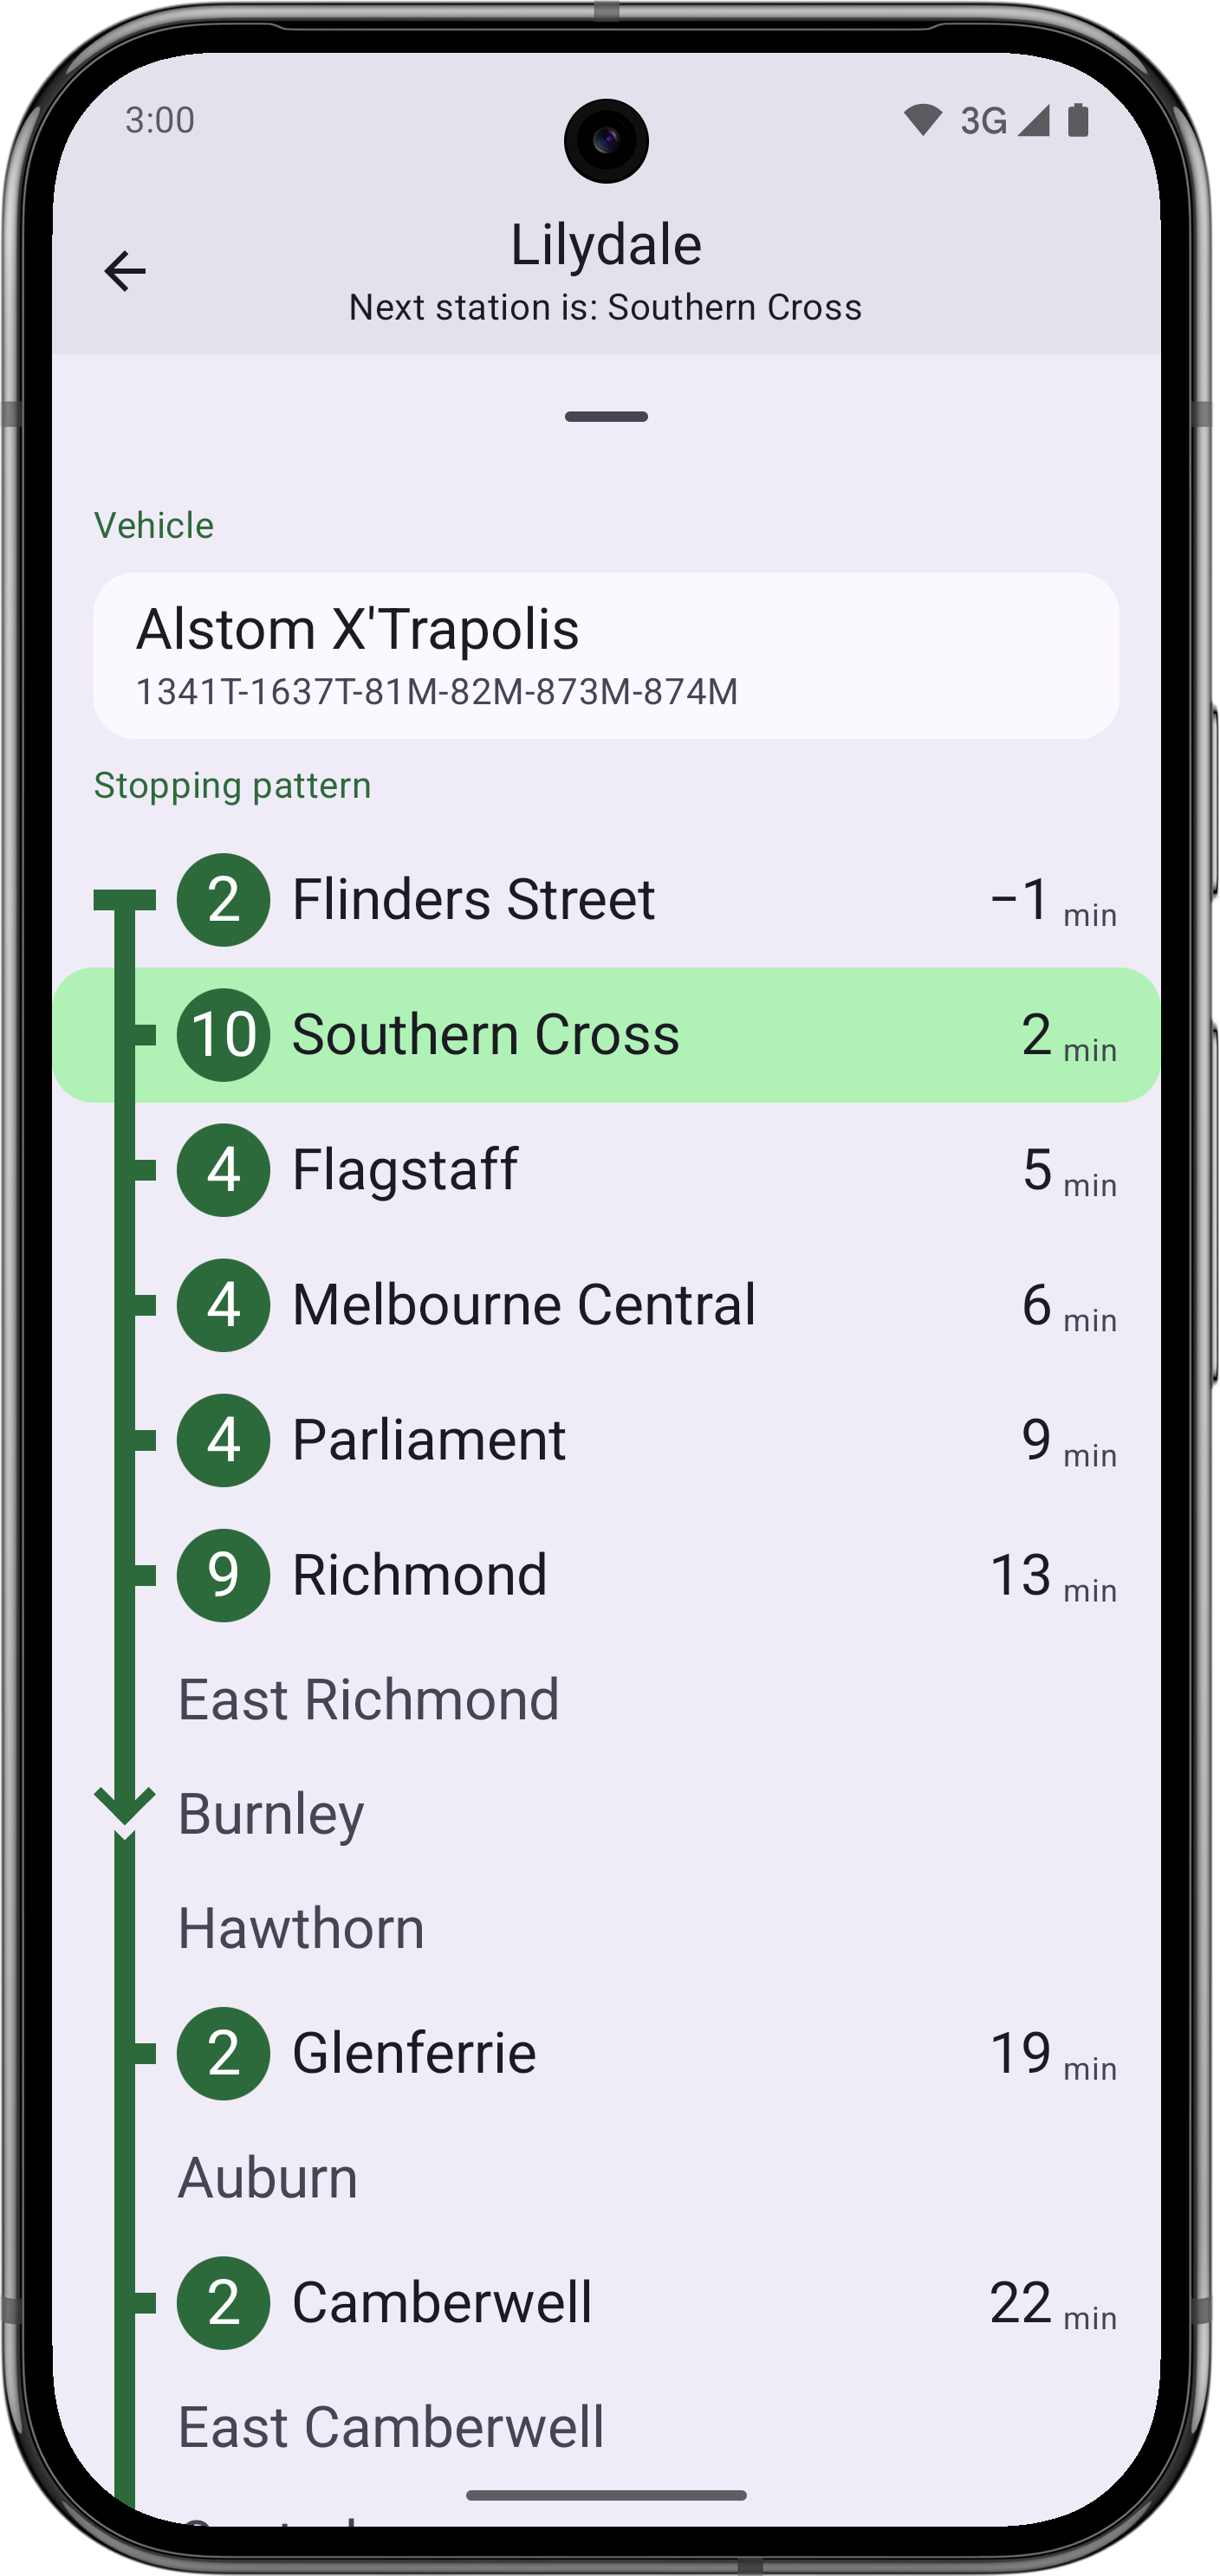 3:00
3G
Lilydale
Next station is: Southern Cross
Vehicle
Alstom X'Trapolis
1341T-1637T-81M-82M-873M-874M
Stopping pattern
2 Flinders Street −1 min
10 Southern Cross 2 min
4 Flagstaff 5 min
4 Melbourne Central 6 min
4 Parliament 9 min
9 Richmond 13 min
East Richmond
Burnley
Hawthorn
2 Glenferrie 19 min
Auburn
2 Camberwell 22 min
East Camberwell